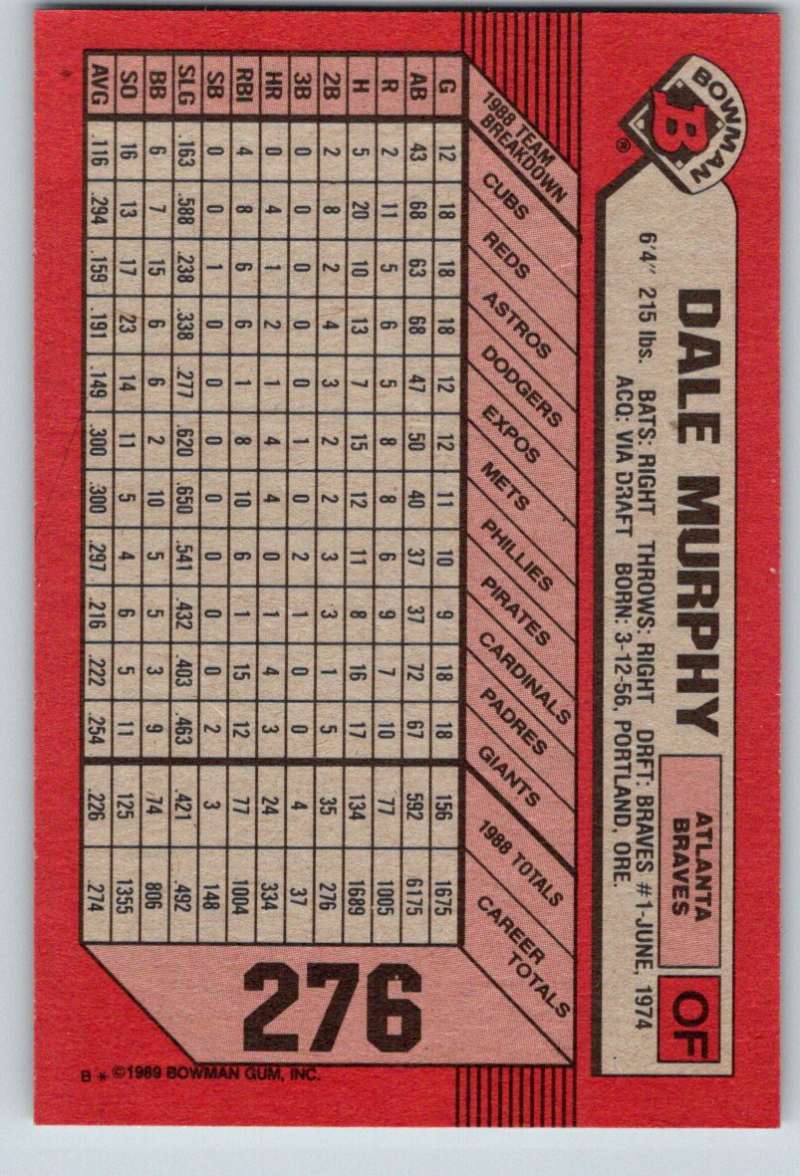 BOWMAN
B ®
DALE MURPHY
ATLANTA
BRAVES
OF
6'4" 215 lbs. BATS: RIGHT THROWS: RIGHT DRFT: BRAVES #1-JUNE, 1974
ACQ: VIA DRAFT BORN: 3-12-56, PORTLAND, ORE.
1988 TEAM
BREAKDOWN
CUBS
REDS
ASTROS
DODGERS
EXPOS
METS
PHILLIES
PIRATES
CARDINALS
PADRES
GIANTS
1988 TOTALS
CAREER
TOTALS
G 12 18 18 18 12 12 11 10 9 18 18 156 1675
AB 43 68 63 68 47 50 40 37 37 72 67 592 6175
R 2 11 5 6 5 8 8 6 9 7 10 77 1005
H 5 20 10 13 7 15 12 11 8 16 17 134 1689
2B 2 8 2 4 3 2 2 3 3 1 5 35 276
3B 0 0 0 0 0 1 0 2 1 0 0 4 37
HR 0 4 1 2 1 4 4 0 1 4 3 24 334
RBI 4 8 6 6 1 8 10 6 1 15 12 77 1004
SB 0 0 1 0 0 0 0 0 0 0 2 3 148
SLG .163 .588 .238 .338 .277 .620 .650 .541 .432 .403 .463 .421 .492
BB 6 7 15 6 6 2 10 5 5 3 9 74 806
SO 16 13 17 23 14 11 5 4 6 5 11 125 1355
AVG .116 .294 .159 .191 .149 .300 .300 .297 .216 .222 .254 .226 .274
276
B * ©1989 BOWMAN GUM, INC.